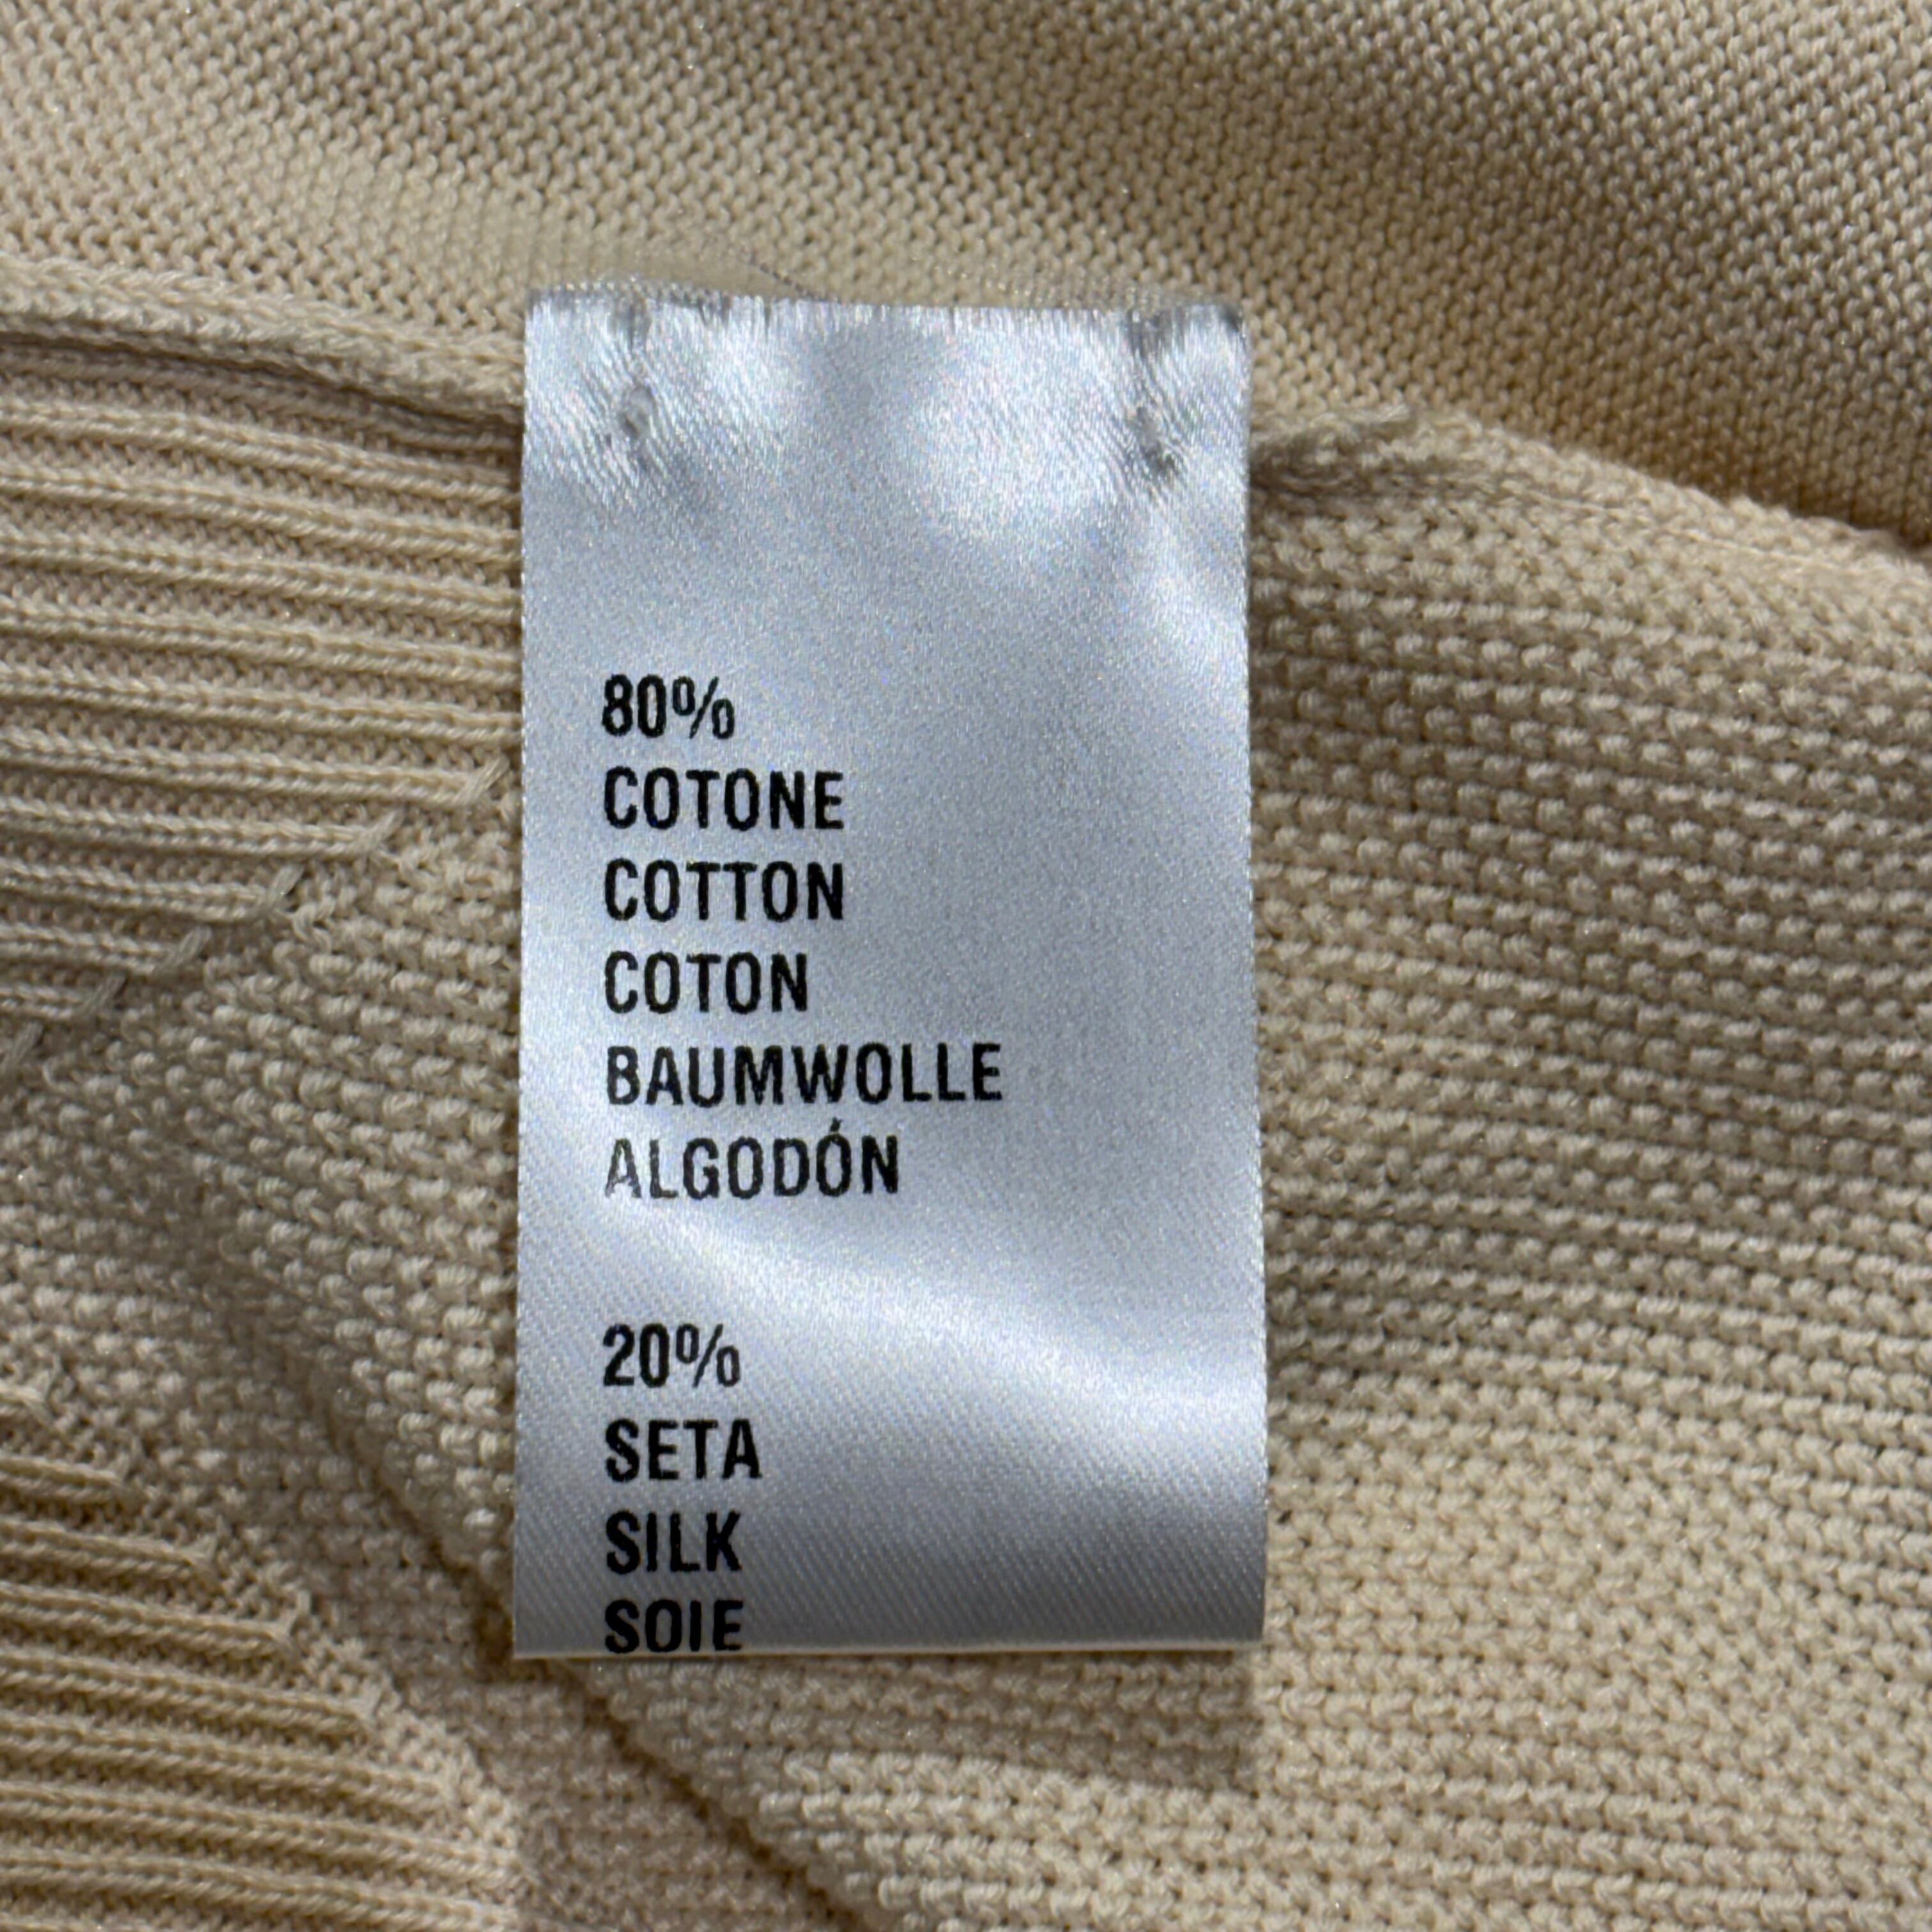 80%
COTONE
COTTON
COTON
BAUMWOLLE
ALGODÓN
20%
SETA
SILK
SOIE